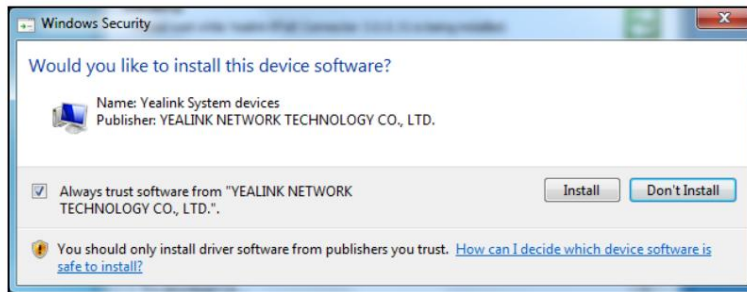 Windows Security
Would you like to install this device software?
Name: Yealink System devices
Publisher: YEALINK NETWORK TECHNOLOGY CO., LTD.
Always trust software from "YEALINK NETWORK
TECHNOLOGY CO., LTD.".
Install
Don't Install
You should only install driver software from publishers you trust. How can I decide which device software is
safe to install?